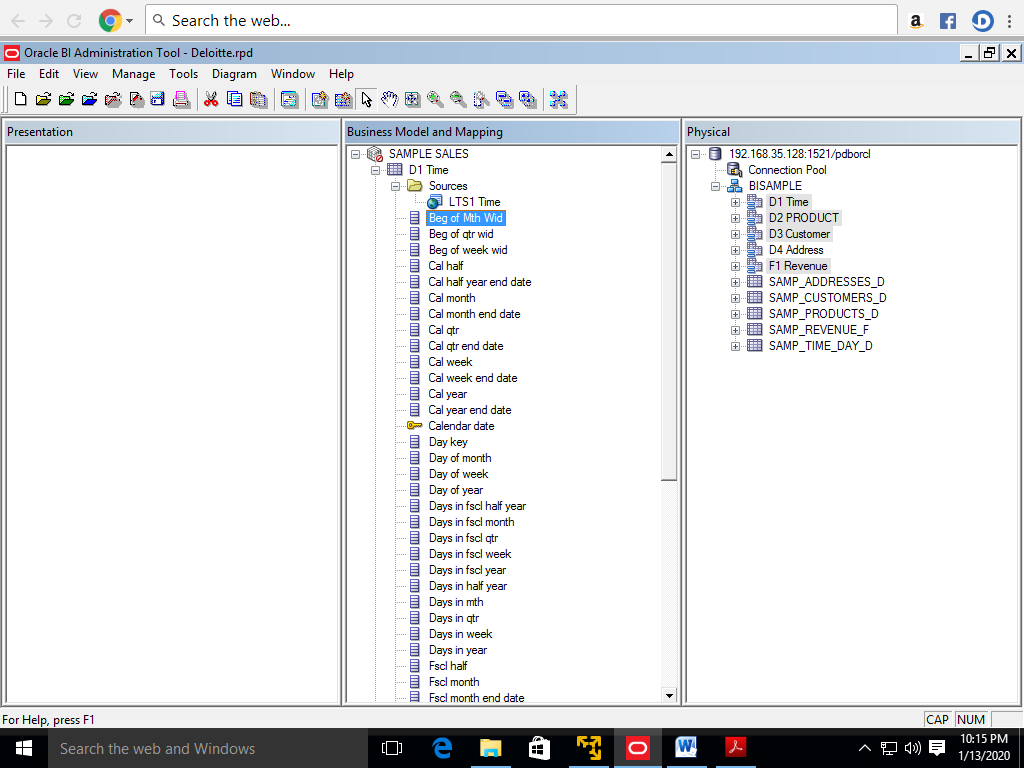 Search the web...
a
Oracle BI Administration Tool - Deloitte.rpd
File Edit View Manage Tools Diagram Window Help
Presentation
Business Model and Mapping
SAMPLE SALES
D1 Time
Sources
LTS1 Time
Beg of Mth Wid
Beg of qtr wid
Beg of week wid
Cal half
Cal half year end date
Cal month
Cal month end date
Cal qtr
Cal qtr end date
Cal week
Cal week end date
Cal year
Cal year end date
Calendar date
Day key
Day of month
Day of week
Day of year
Days in fscl half year
Days in fscl month
Days in fscl qtr
Days in fscl week
Days in fscl year
Days in half year
Days in mth
Days in qtr
Days in week
Days in year
Fscl half
Fscl month
Fscl month end date
Physical
192.168.35.128:1521/pdborcl
Connection Pool
BISAMPLE
D1 Time
D2 PRODUCT
D3 Customer
D4 Address
F1 Revenue
SAMP_ADDRESSES_D
SAMP_CUSTOMERS_D
SAMP_PRODUCTS_D
SAMP_REVENUE_F
SAMP_TIME_DAY_D
For Help, press F1
CAP NUM
Search the web and Windows
10:15 PM
1/13/2020